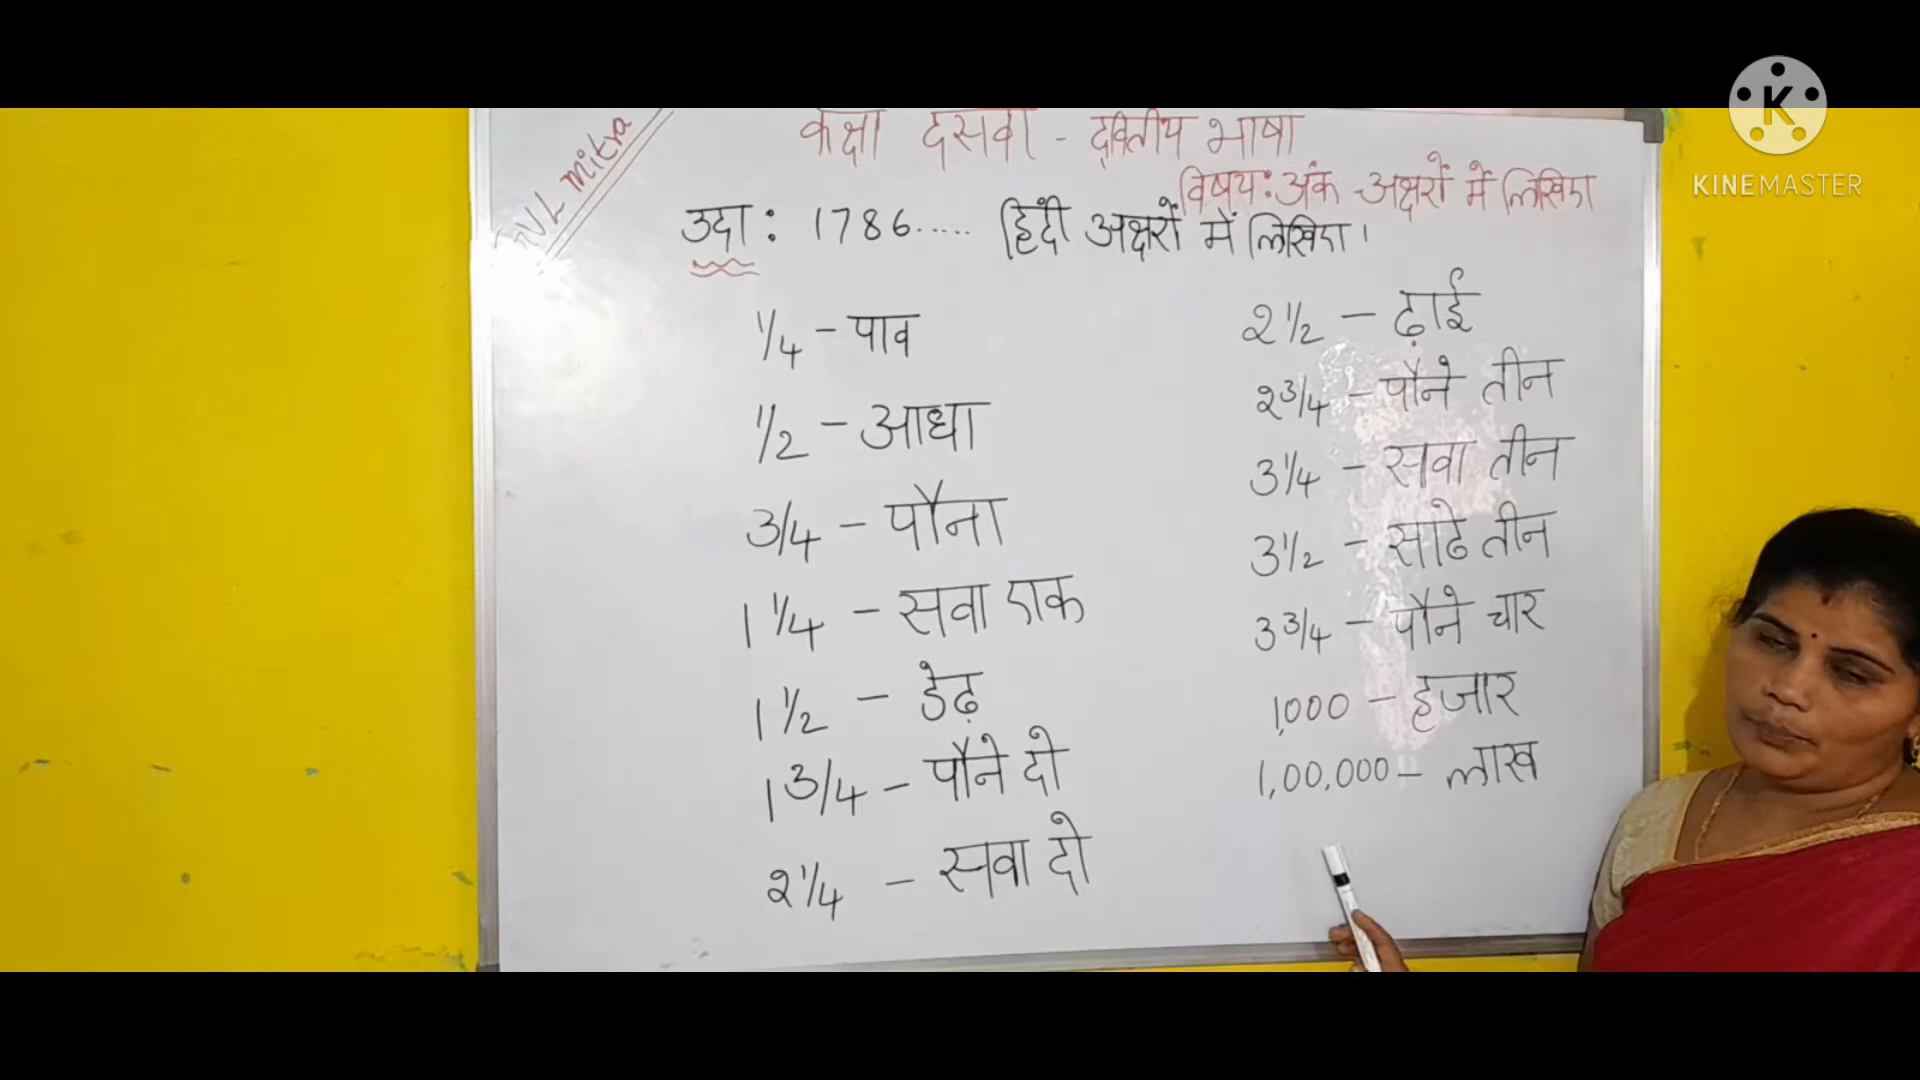 KINEMASTER
mitra
कक्षा दसवी - द्वितीय भाषा
विषय: अंक - अक्षरों में लिखिए
उदा : 1786..... हिंदी अक्षरों में लिखिए।
1/4 - पाव
1/2 - आधा
3/4 - पौना
1 1/4 - सवा एक
1 1/2 - डेढ़
1 3/4 - पौने दो
2 1/4 - सवा दो
2 1/2 - ढ़ाई
2 3/4 - पौने तीन
3 1/4 - सवा तीन
3 1/2 - साढे तीन
3 3/4 - पौने चार
1,000 - हजार
1,00,000 - लाख